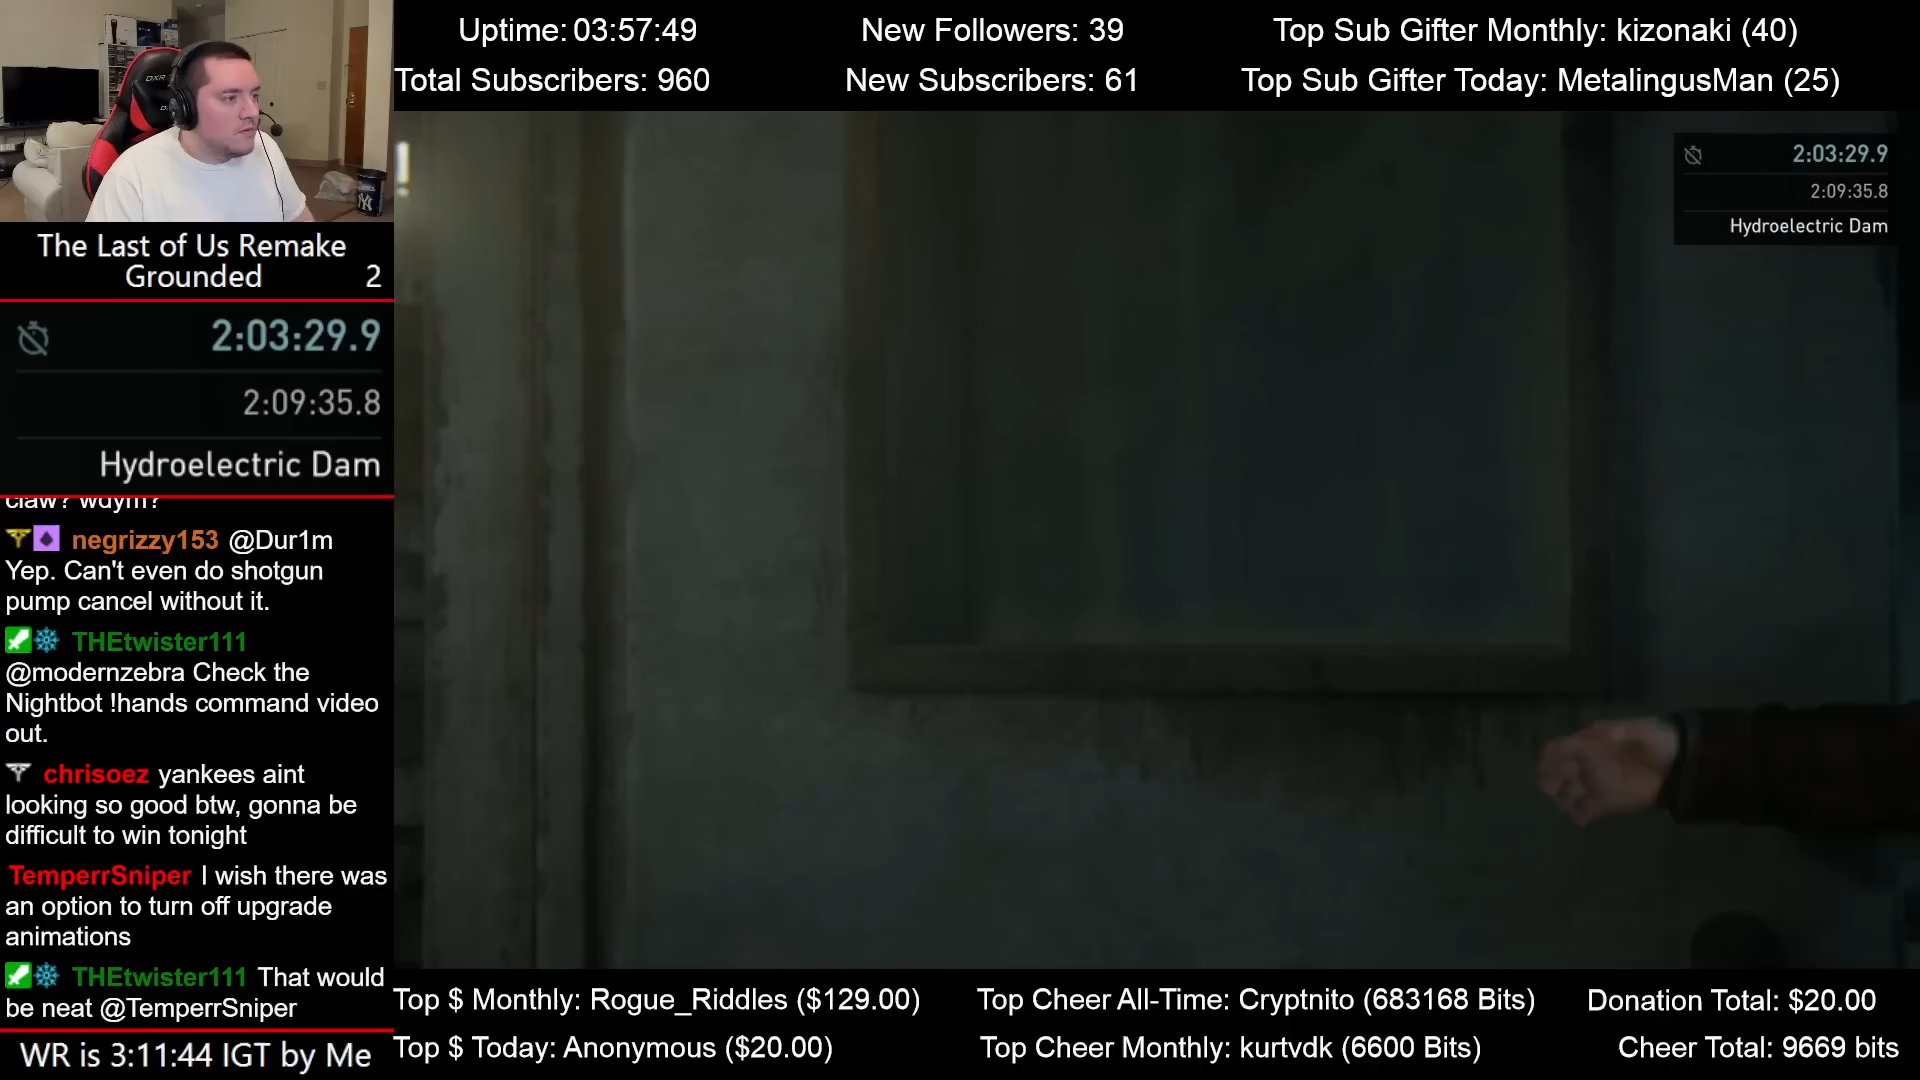 Uptime: 03:57:49
New Followers: 39
Top Sub Gifter Monthly: kizonaki (40)
Total Subscribers: 960
New Subscribers: 61
Top Sub Gifter Today: MetalingusMan (25)
2:03:29.9
2:09:35.8
Hydroelectric Dam
The Last of Us Remake
Grounded 2
2:03:29.9
2:09:35.8
Hydroelectric Dam
claw? wdym?
negrizzy153 @Dur1m
Yep. Can't even do shotgun
pump cancel without it.
THEtwister111
@modernzebra Check the
Nightbot !hands command video
out.
chrisoez yankees aint
looking so good btw, gonna be
difficult to win tonight
TemperrSniper I wish there was
an option to turn off upgrade
animations
THEtwister111 That would
be neat @TemperrSniper
WR is 3:11:44 IGT by Me
Top $ Monthly: Rogue_Riddles ($129.00)
Top Cheer All-Time: Cryptnito (683168 Bits)
Donation Total: $20.00
Top $ Today: Anonymous ($20.00)
Top Cheer Monthly: kurtvdk (6600 Bits)
Cheer Total: 9669 bits